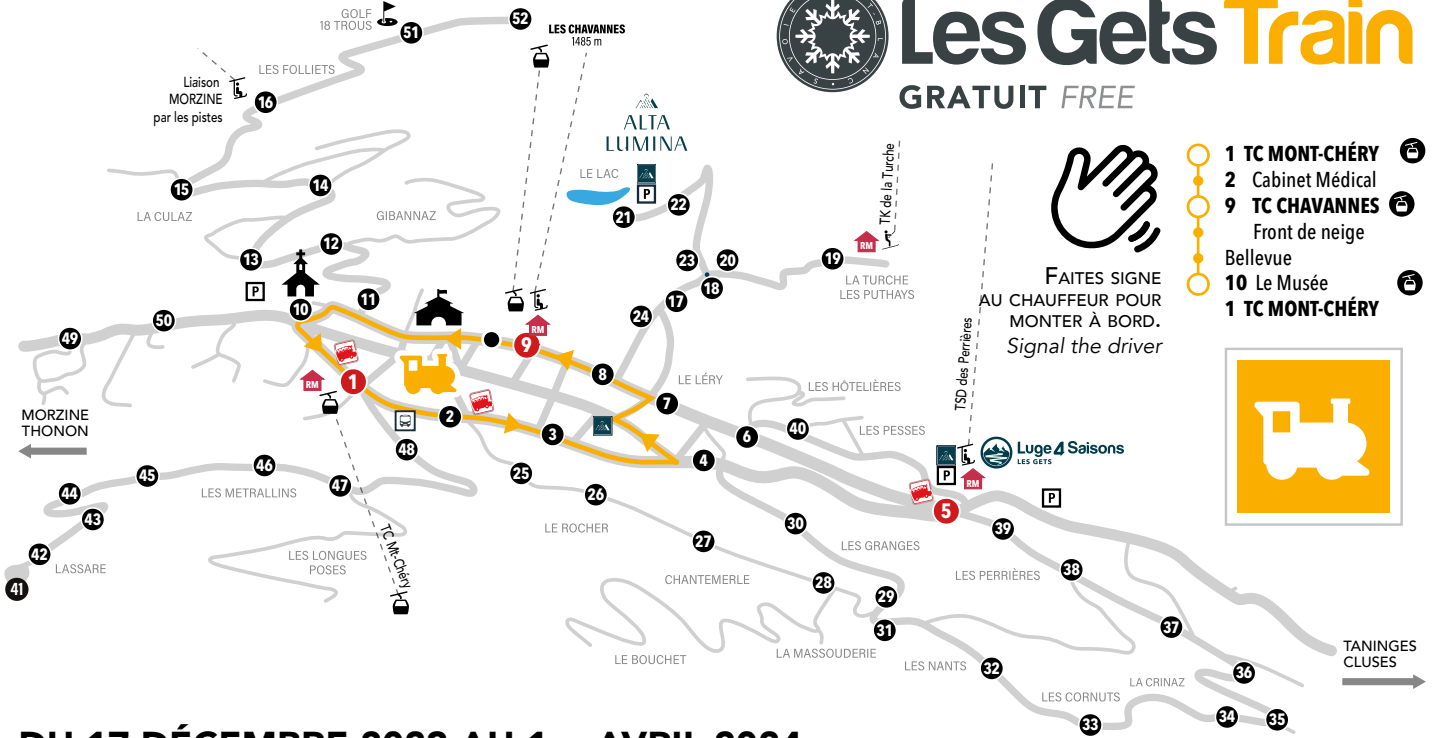 Les Gets Train
GRATUIT FREE
GOLF
18 TROUS
51
52
LES CHAVANNES
1485 m
LES FOLLIETS
Liaison
MORZINE
par les pistes
16
15
LA CULAZ
14
GIBANNAZ
13
12
P
10
11
50
49
ALTA
LUMINA
LE LAC
P
21
22
23
20
18
17
24
19
RM
TK de la Turche
LA TURCHE
LES PUTHAYS
FAITES SIGNE
AU CHAUFFEUR POUR
MONTER À BORD.
Signal the driver
1 TC MONT-CHÉRY
2 Cabinet Médical
9 TC CHAVANNES
Front de neige
Bellevue
10 Le Musée
1 TC MONT-CHÉRY
RM
9
8
7
LE LÉRY
LES HÔTELIÈRES
LES PESSES
TSD des Perrières
RM
1
2
3
4
6
40
MORZINE
THONON
48
47
46
45
44
43
42
41
LES METRALLINS
LASSARE
LES LONGUES
POSES
TC Mt-Chéry
25
26
LE ROCHER
27
CHANTEMERLE
28
29
30
31
LES GRANGES
Luge 4 Saisons
LES GETS
P
RM
5
P
39
38
LES PERRIÈRES
37
36
35
34
33
32
LE BOUCHET
LA MASSOUDERIE
LES NANTS
LES CORNUTS
LA CRINAZ
TANINGES
CLUSES